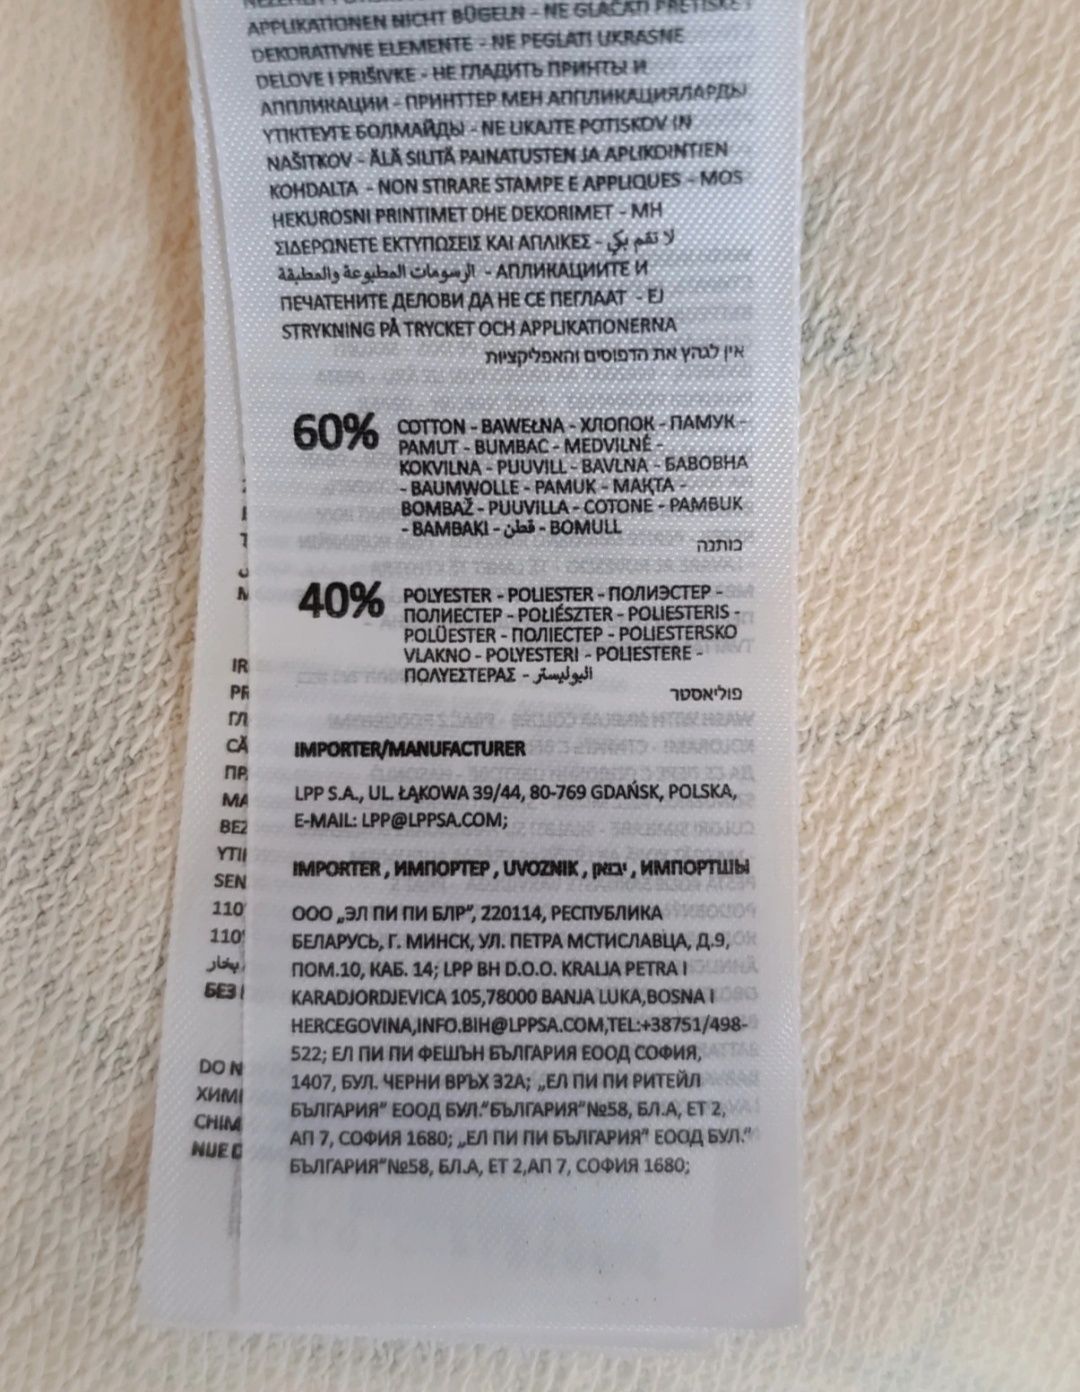 APPLIKATIONEN NICHT BÜGELN - NE GLAČATI
DEKORATIVNE ELEMENTE - NE PEGLATI UKRASNE
DELOVE I PRIŠIVKE - НЕ ГЛАДИТЬ ПРИНТЫ И
АППЛИКАЦИИ - ПРИНТТЕР МЕН АППЛИКАЦИЯЛАРДЫ
ҮТІКТЕУГЕ БОЛМАЙДЫ - NE LIKAJTE POTISKOV IN
NAŠITKOV - ÄLÄ SILITÄ PAINATUSTEN JA APLIKOINTIEN
KOHDALTA - NON STIRARE STAMPE E APPLIQUES - MOS
HEKUROSNI PRINTIMET DHE DEKORIMET - ΜΗ
ΣΙΔΕΡΩΝΕΤΕ ΕΚΤΥΠΩΣΕΙΣ ΚΑΙ ΑΠΛΙΚΕΣ - لا تقم بكي
الرسومات المطبوعة والمطبقة - АПЛИКАЦИИТЕ И
ПЕЧАТЕНИТЕ ДЕЛОВИ ДА НЕ СЕ ПЕГЛААТ - EJ
STRYKNING PÅ TRYCKET OCH APPLIKATIONERNA
אין לגהץ את הדפוסים והאפליקציות
60% COTTON - BAWEŁNA - ХЛОПОК - ПАМУК -
PAMUT - BUMBAC - MEDVILNĖ -
KOKVILNA - PUUVILL - BAVLNA - БАВОВНА
- BAUMWOLLE - PAMUK - МАҚТА -
BOMBAŽ - PUUVILLA - COTONE - PAMBUK
- ΒΑΜΒΑΚΙ - قطن - BOMULL
כותנה
40% POLYESTER - POLIESTER - ПОЛИЭСТЕР -
ПОЛИЕСТЕР - POLIÉSZTER - POLIESTERIS -
POLÜESTER - ПОЛІЕСТЕР - POLIESTERSKO
VLAKNO - POLYESTERI - POLIESTERE -
ΠΟΛΥΕΣΤΕΡΑΣ - البوليستر
פוליאסטר
IMPORTER/MANUFACTURER
LPP S.A., UL. ŁĄKOWA 39/44, 80-769 GDAŃSK, POLSKA,
E-MAIL: LPP@LPPSA.COM;
IMPORTER , ИМПОРТЕР , UVOZNIK , יבואן , ИМПОРТШЫ
ООО „ЭЛ ПИ ПИ БЛР", 220114, РЕСПУБЛИКА
БЕЛАРУСЬ, Г. МИНСК, УЛ. ПЕТРА МСТИСЛАВЦА, Д.9,
ПОМ.10, КАБ. 14; LPP BH D.O.O. KRALJA PETRA I
KARADJORDJEVICA 105,78000 BANJA LUKA,BOSNA I
HERCEGOVINA,INFO.BIH@LPPSA.COM,TEL:+38751/498-
522; ЕЛ ПИ ПИ ФЕШЪН БЪЛГАРИЯ ЕООД СОФИЯ,
1407, БУЛ. ЧЕРНИ ВРЪХ 32А; „ЕЛ ПИ ПИ РИТЕЙЛ
БЪЛГАРИЯ" ЕООД БУЛ."БЪЛГАРИЯ"№58, БЛ.А, ЕТ 2,
АП 7, СОФИЯ 1680; „ЕЛ ПИ ПИ БЪЛГАРИЯ" ЕООД БУЛ."
БЪЛГАРИЯ"№58, БЛ.А, ЕТ 2,АП 7, СОФИЯ 1680;